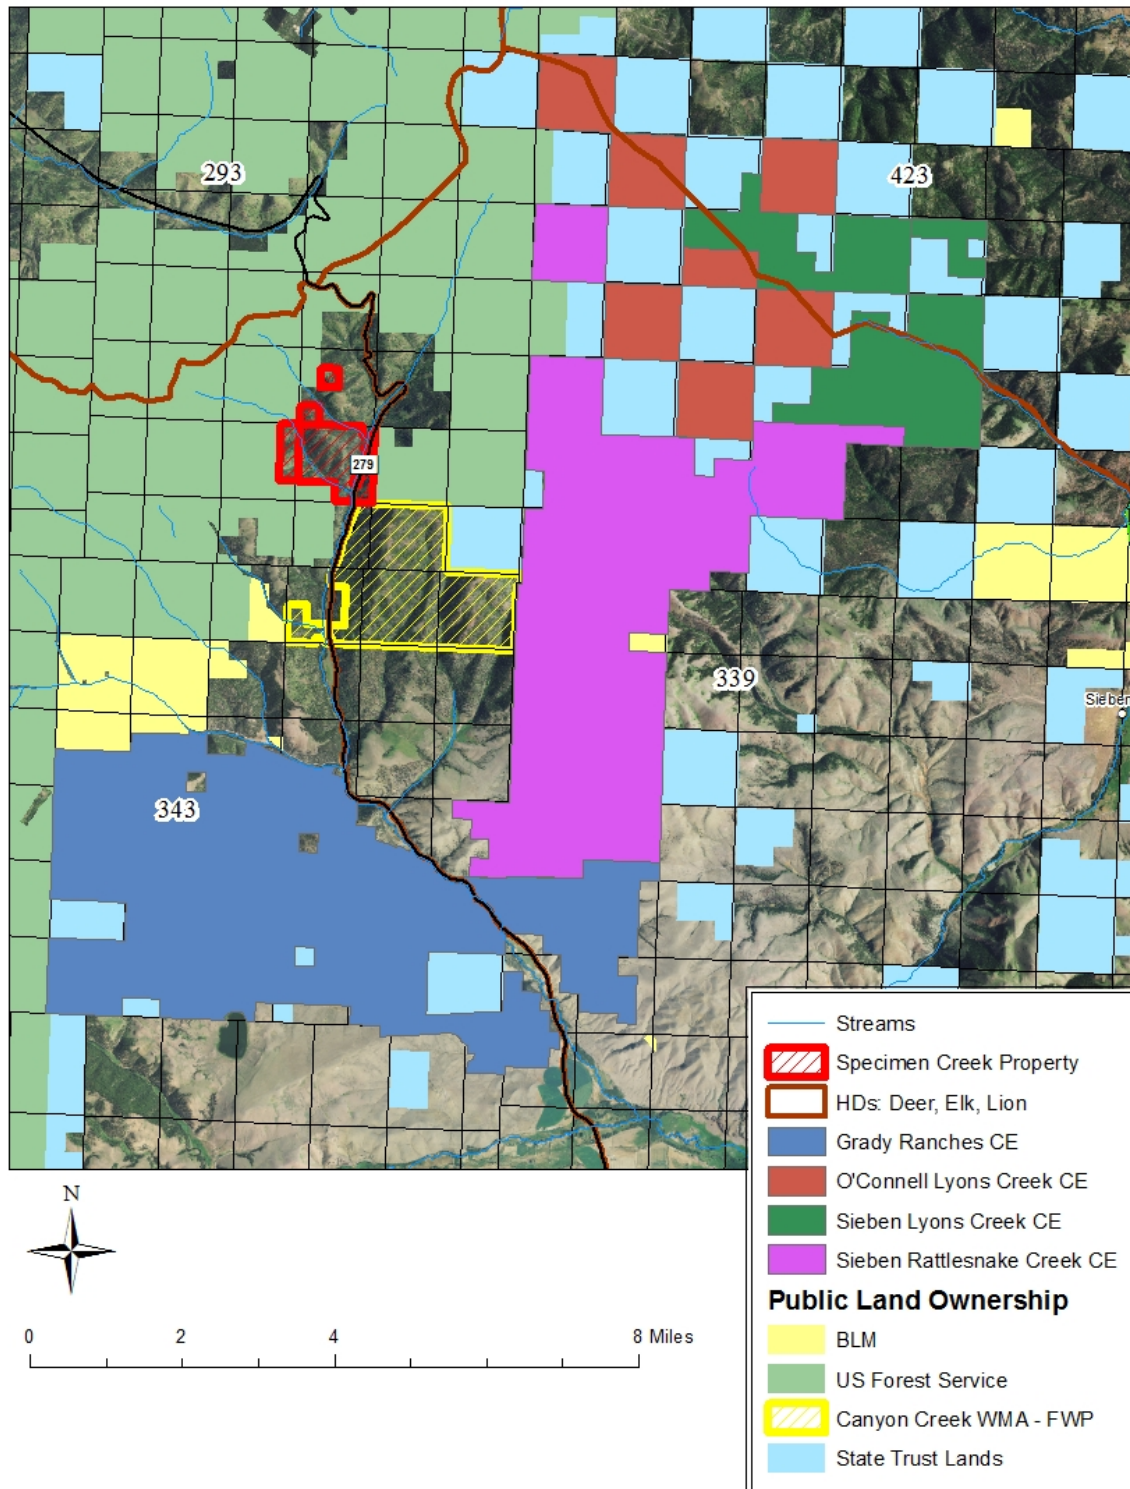 293
423
279
339
Sieben
343
Streams
Specimen Creek Property
HDs: Deer, Elk, Lion
Grady Ranches CE
O'Connell Lyons Creek CE
Sieben Lyons Creek CE
Sieben Rattlesnake Creek CE
Public Land Ownership
BLM
US Forest Service
Canyon Creek WMA - FWP
State Trust Lands
N
0 2 4 8 Miles